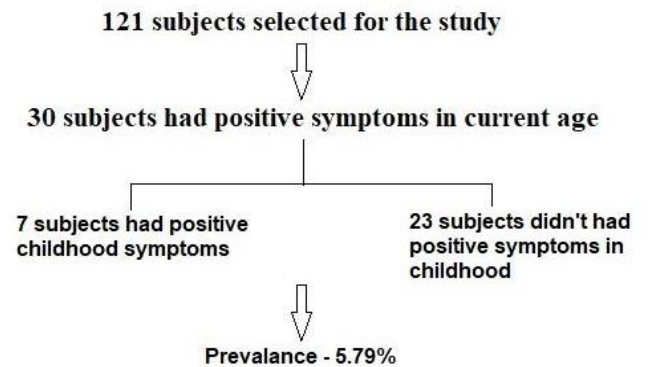 121 subjects selected for the study
30 subjects had positive symptoms in current age
7 subjects had positive
childhood symptoms
23 subjects didn't had
positive symptoms in
childhood
Prevalance - 5.79%